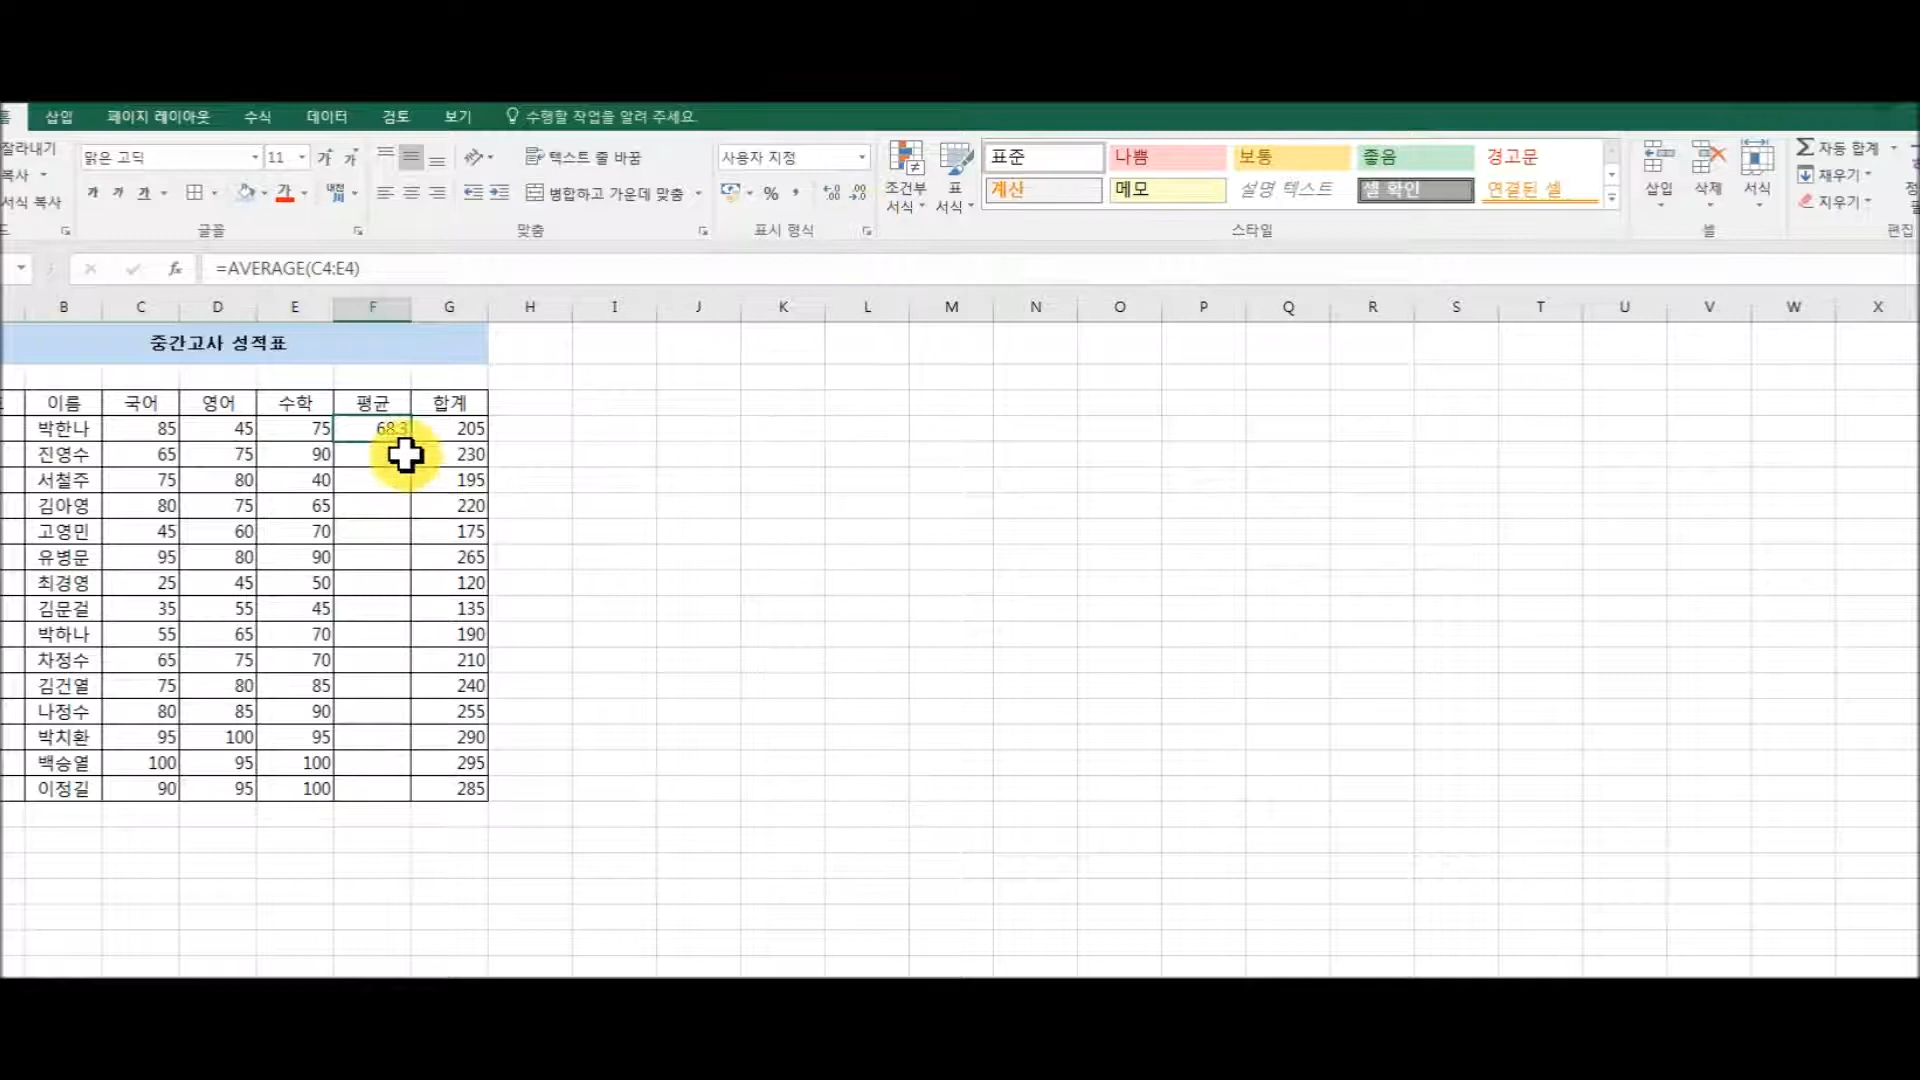 홈 삽입 페이지 레이아웃 수식 데이터 검토 보기 수행할 작업을 알려 주세요.
잘라내기 맑은 고딕 11 가 가 텍스트 줄 바꿈 사용자 지정 표준 나쁨 보통 좋음 경고문 자동 합계
복사 조건부 표 삽입 삭제 서식 채우기
서식 복사 가 가 가 가 내천 병합하고 가운데 맞춤 % , 서식 서식 계산 메모 설명 텍스트 셀 확인 연결된 셀 지우기
드 글꼴 맞춤 표시 형식 스타일 셀 편집
fx =AVERAGE(C4:E4)
B C D E F G H I J K L M N O P Q R S T U V W X
중간고사 성적표
이름 국어 영어 수학 평균 합계
박한나 85 45 75 68.3 205
진영수 65 75 90 230
서철주 75 80 40 195
김아영 80 75 65 220
고영민 45 60 70 175
유병문 95 80 90 265
최경영 25 45 50 120
김문걸 35 55 45 135
박하나 55 65 70 190
차정수 65 75 70 210
김건열 75 80 85 240
나정수 80 85 90 255
박치환 95 100 95 290
백승열 100 95 100 295
이정길 90 95 100 285